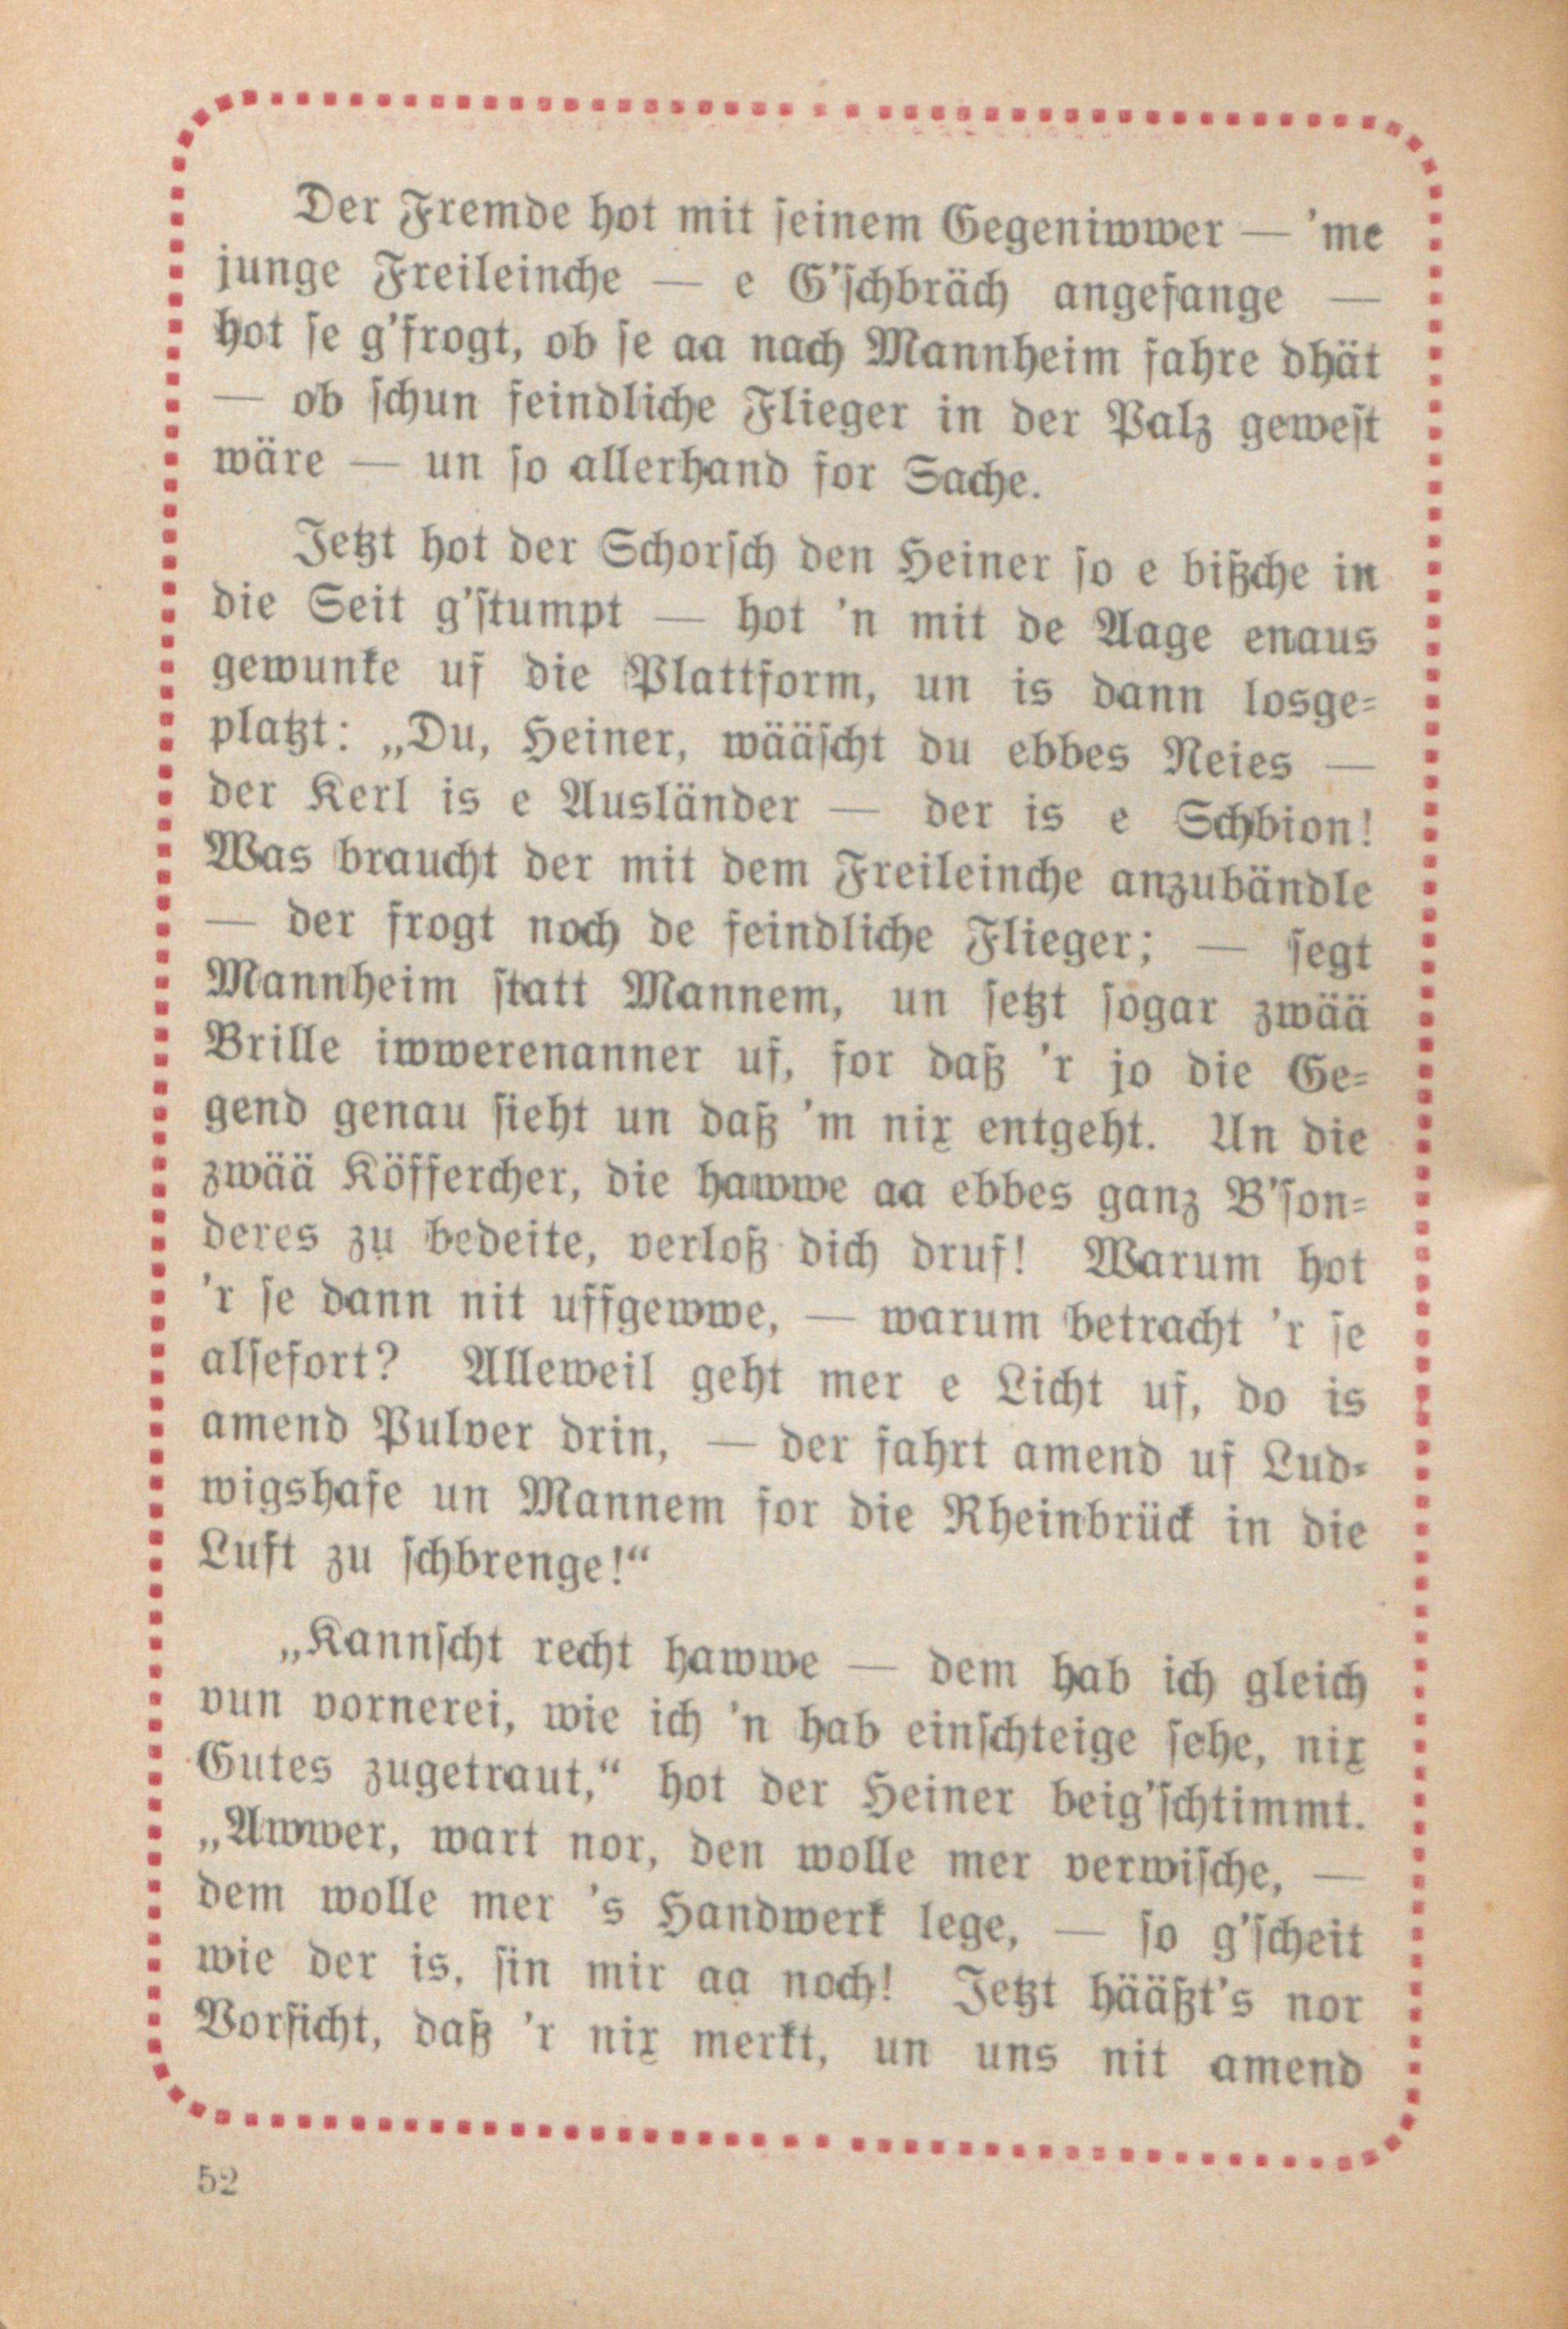 Der Fremde hot mit seinem Gegeniwwer — 'me
junge Freileinche — e G'schbräch angefange —
hot se g'frogt, ob se aa nach Mannheim fahre dhät
— ob schun feindliche Flieger in der Palz gewest
wäre — un so allerhand for Sache.
Jetzt hot der Schorsch den Heiner so e bißche in
die Seit g'stumpt — hot 'n mit de Aage enaus
gewunke uf die Plattform, un is dann losge-
platzt: „Du, Heiner, wääscht du ebbes Neies —
der Kerl is e Ausländer — der is e Schbion!
Was braucht der mit dem Freileinche anzubändle
— der frogt noch de feindliche Flieger; — segt
Mannheim statt Mannem, un setzt sogar zwää
Brille iwwerenanner uf, for daß 'r jo die Ge-
gend genau sieht un daß 'm nix entgeht. Un die
zwää Köffercher, die hawwe aa ebbes ganz B'son-
deres zu bedeite, verloß dich druf! Warum hot
'r se dann nit uffgewwe, — warum betracht 'r se
alsefort? Alleweil geht mer e Licht uf, do is
amend Pulver drin, — der fahrt amend uf Lud-
wigshafe un Mannem for die Rheinbrück in die
Luft zu schbrenge!“
„Kannscht recht hawwe — dem hab ich gleich
vun vornerei, wie ich 'n hab einschteige sehe, nix
Gutes zugetraut,“ hot der Heiner beig'schtimmt.
„Awwer, wart nor, den wolle mer verwische, —
dem wolle mer 's Handwerk lege, — so g'scheit
wie der is, sin mir aa noch! Jetzt hääßt's nor
Vorsicht, daß 'r nix merkt, un uns nit amend
52